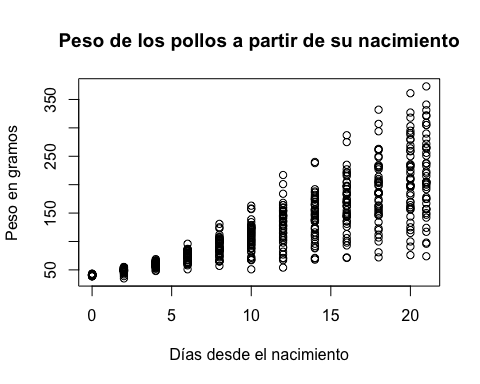 Peso de los pollos a partir de su nacimiento
350
250
150
50
Peso en gramos
0 5 10 15 20
Días desde el nacimiento